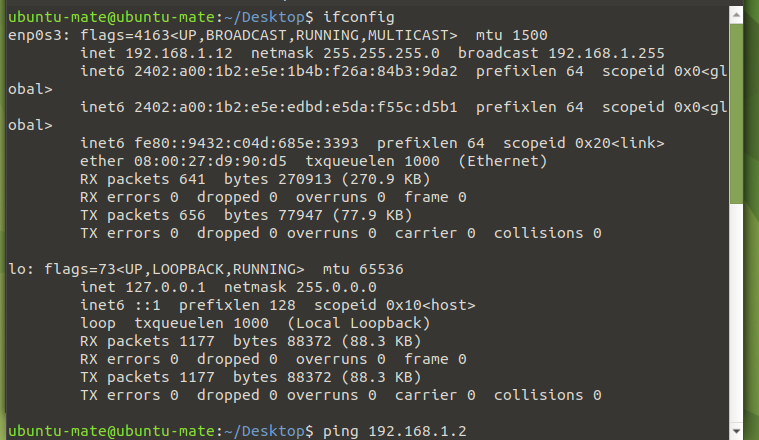 ubuntu-mate@ubuntu-mate:~/Desktop$ ifconfig
enp0s3: flags=4163<UP,BROADCAST,RUNNING,MULTICAST>  mtu 1500
        inet 192.168.1.12  netmask 255.255.255.0  broadcast 192.168.1.255
        inet6 2402:a00:1b2:e5e:1b4b:f26a:84b3:9da2  prefixlen 64  scopeid 0x0<gl
obal>
        inet6 2402:a00:1b2:e5e:edbd:e5da:f55c:d5b1  prefixlen 64  scopeid 0x0<gl
obal>
        inet6 fe80::9432:c04d:685e:3393  prefixlen 64  scopeid 0x20<link>
        ether 08:00:27:d9:90:d5  txqueuelen 1000  (Ethernet)
        RX packets 641  bytes 270913 (270.9 KB)
        RX errors 0  dropped 0  overruns 0  frame 0
        TX packets 656  bytes 77947 (77.9 KB)
        TX errors 0  dropped 0 overruns 0  carrier 0  collisions 0

lo: flags=73<UP,LOOPBACK,RUNNING>  mtu 65536
        inet 127.0.0.1  netmask 255.0.0.0
        inet6 ::1  prefixlen 128  scopeid 0x10<host>
        loop  txqueuelen 1000  (Local Loopback)
        RX packets 1177  bytes 88372 (88.3 KB)
        RX errors 0  dropped 0  overruns 0  frame 0
        TX packets 1177  bytes 88372 (88.3 KB)
        TX errors 0  dropped 0 overruns 0  carrier 0  collisions 0

ubuntu-mate@ubuntu-mate:~/Desktop$ ping 192.168.1.2